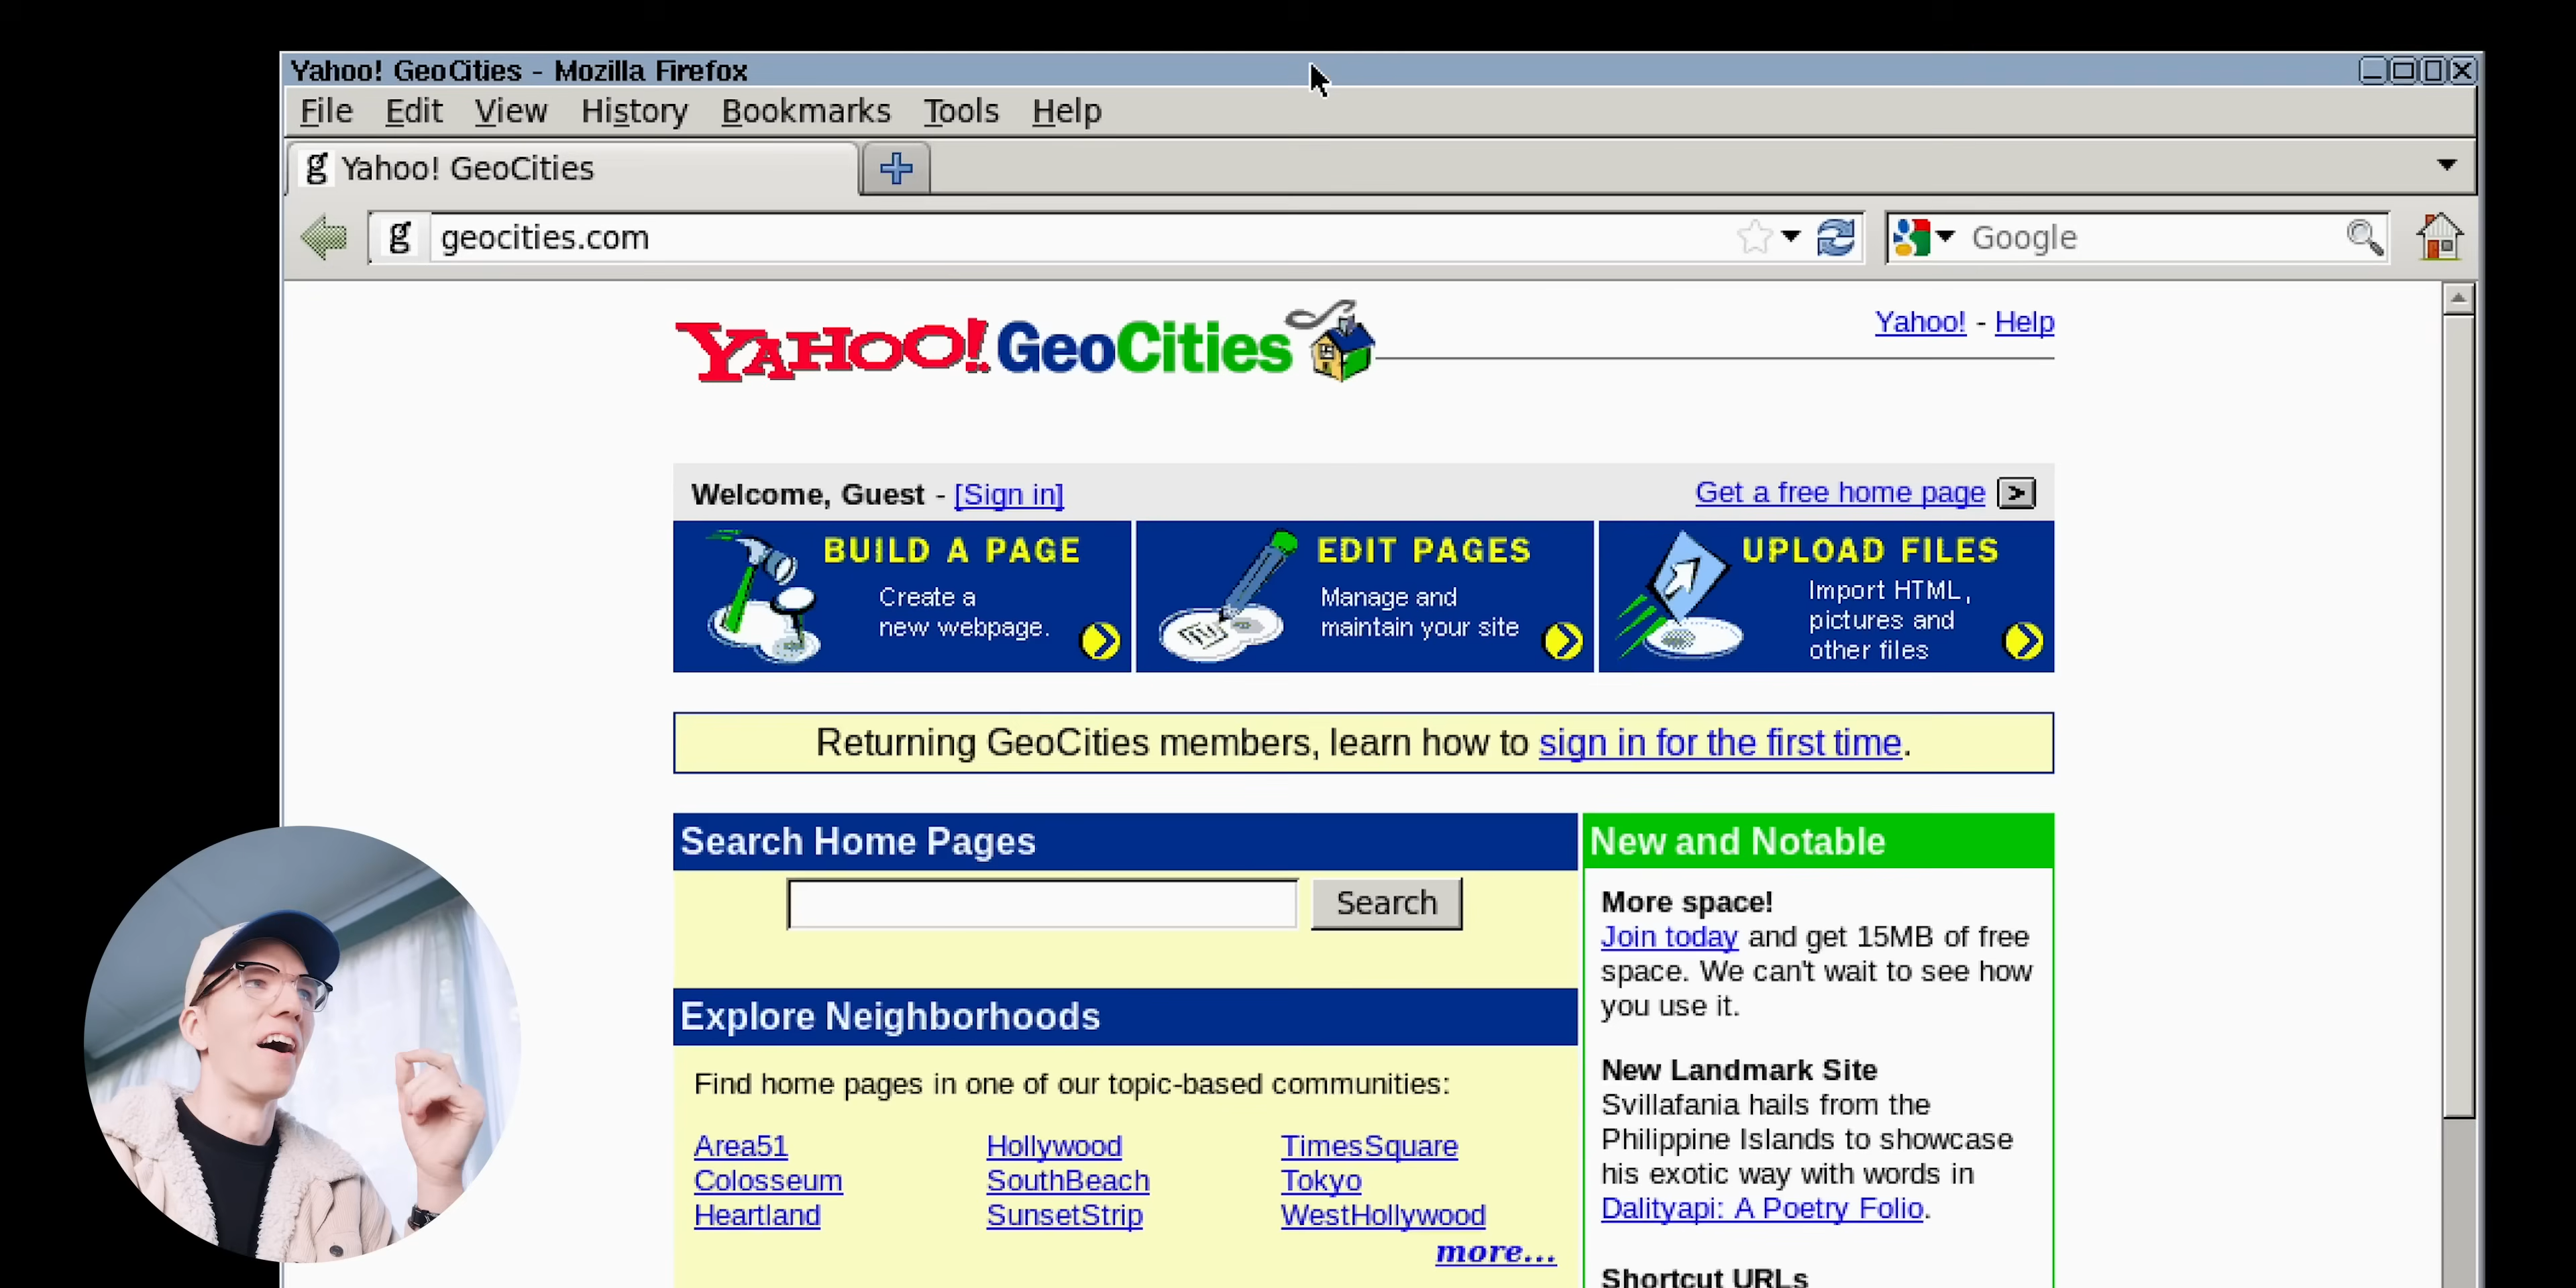 Yahoo! GeoCities - Mozilla Firefox
File Edit View History Bookmarks Tools Help
g Yahoo! GeoCities
g geocities.com
Google
YAHOO! GeoCities
Yahoo! - Help
Welcome, Guest - [Sign in]
Get a free home page >
BUILD A PAGE
Create a
new webpage.
EDIT PAGES
Manage and
maintain your site
UPLOAD FILES
Import HTML,
pictures and
other files
Returning GeoCities members, learn how to sign in for the first time.
Search Home Pages
Search
Explore Neighborhoods
Find home pages in one of our topic-based communities:
Area51 Hollywood TimesSquare
Colosseum SouthBeach Tokyo
Heartland SunsetStrip WestHollywood
more...
New and Notable
More space!
Join today and get 15MB of free
space. We can't wait to see how
you use it.
New Landmark Site
Svillafania hails from the
Philippine Islands to showcase
his exotic way with words in
Dalityapi: A Poetry Folio.
Shortcut URLs